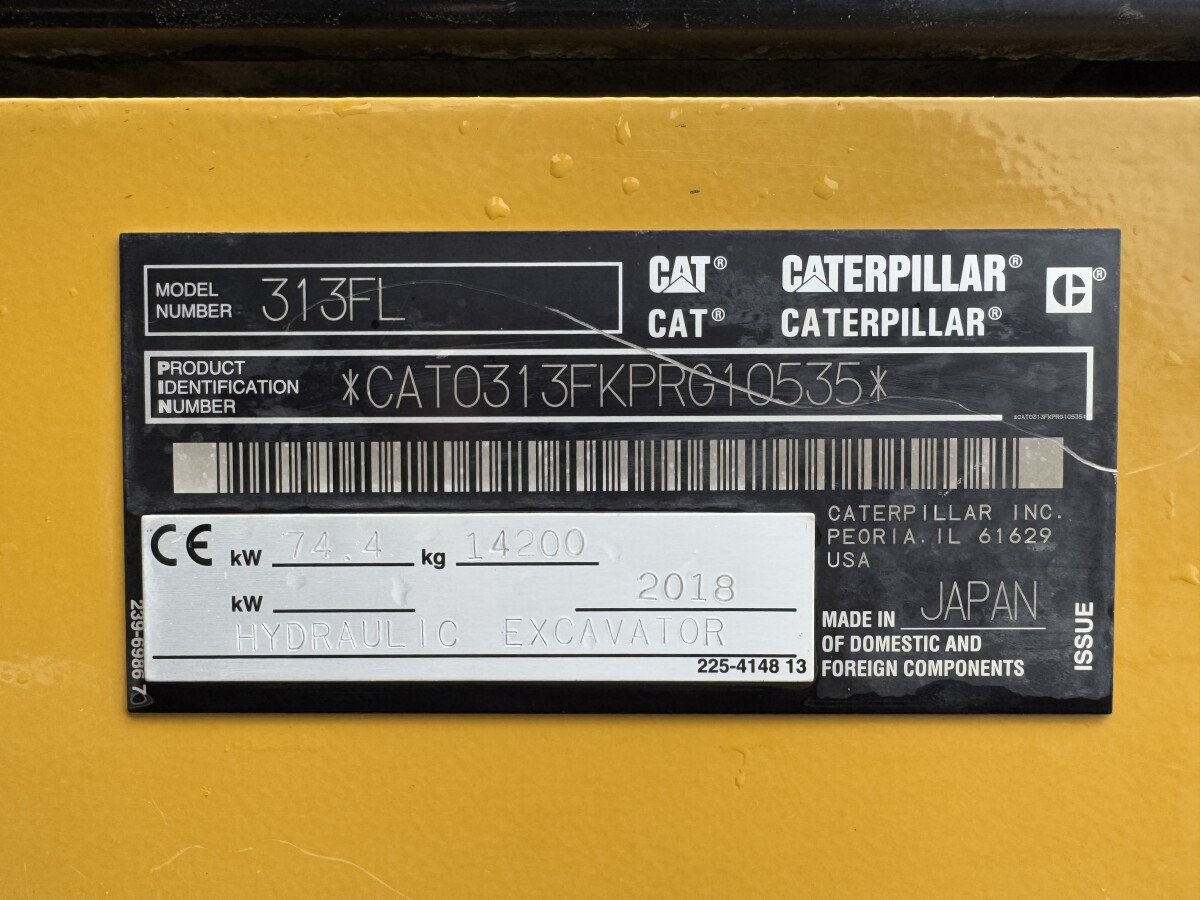 MODEL NUMBER 313FL
CAT® CATERPILLAR® ®
CAT® CATERPILLAR®
PRODUCT IDENTIFICATION NUMBER *CAT0313FKPRG10535*
*CAT0313FKPRG10535*
CE kW 74.4 kg 14200
kW 2018
HYDRAULIC EXCAVATOR
225-4148 13
239-6986 7
CATERPILLAR INC.
PEORIA. IL 61629
USA
MADE IN JAPAN
OF DOMESTIC AND
FOREIGN COMPONENTS
ISSUE